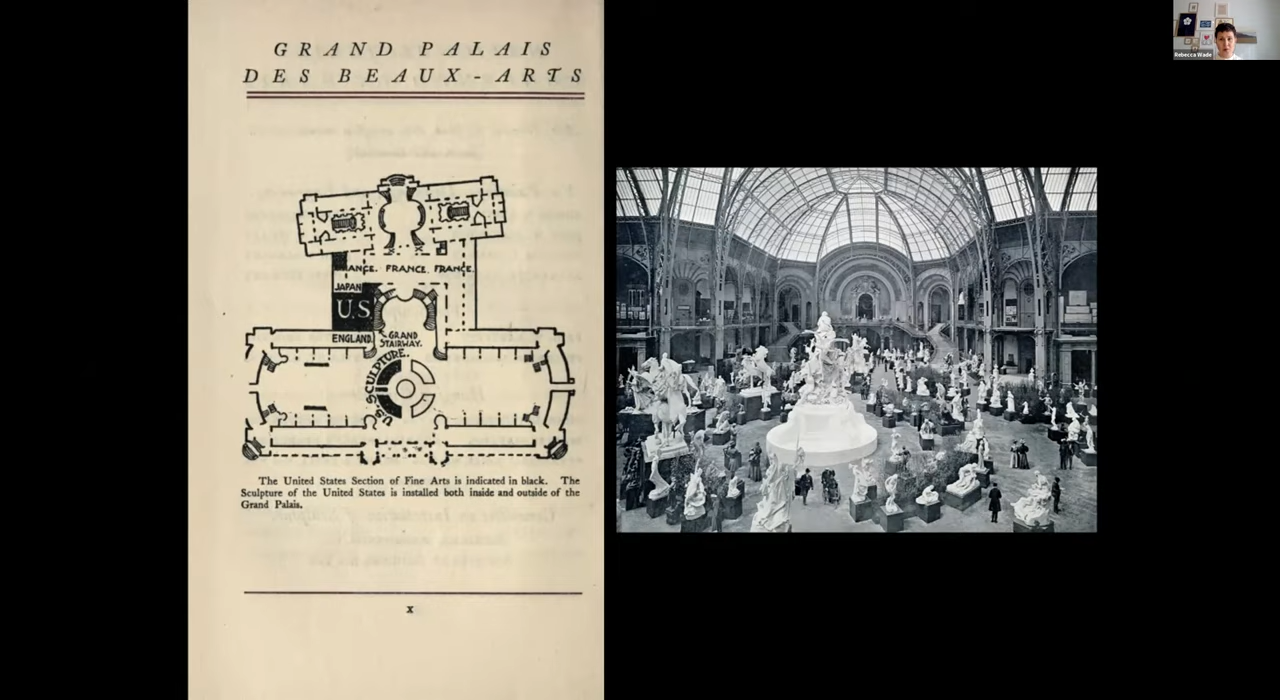 GRAND PALAIS
DES BEAUX-ARTS
FRANCE. FRANCE.
JAPAN
U.S
ENGLAND.
GRAND
STAIRWAY.
U.S. SCULPTURE.
The United States Section of Fine Arts is indicated in black. The
Sculpture of the United States is installed both inside and outside of the
Grand Palais.
x
Rebecca Wade